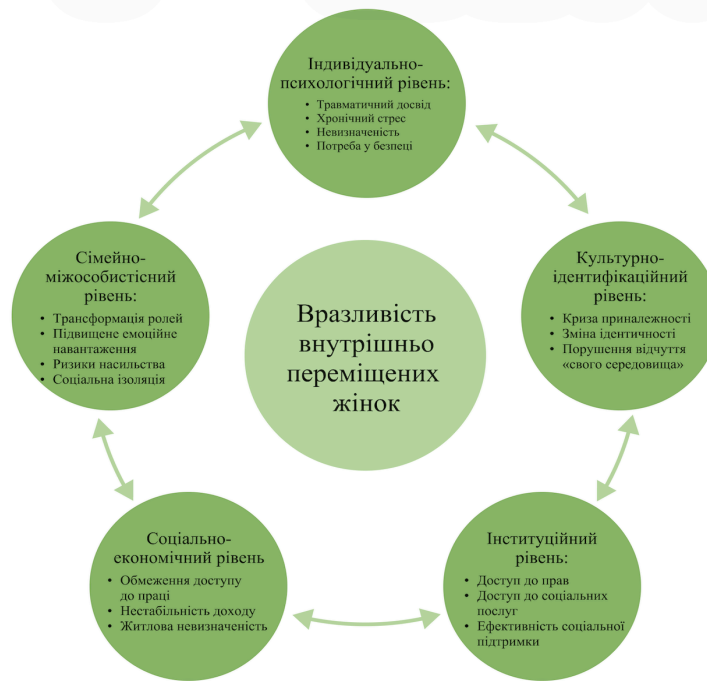 Індивідуально-
психологічний рівень:
• Травматичний досвід
• Хронічний стрес
• Невизначеність
• Потреба у безпеці
Сімейно-
міжособистісний
рівень:
• Трансформація ролей
• Підвищене емоційне
навантаження
• Ризики насильства
• Соціальна ізоляція
Вразливість
внутрішньо
переміщених
жінок
Культурно-
ідентифікаційний
рівень:
• Криза приналежності
• Зміна ідентичності
• Порушення відчуття
«свого середовища»
Соціально-
економічний рівень
• Обмеження доступу
до праці
• Нестабільність доходу
• Житлова невизначеність
Інституційний
рівень:
• Доступ до прав
• Доступ до соціальних
послуг
• Ефективність соціальної
підтримки